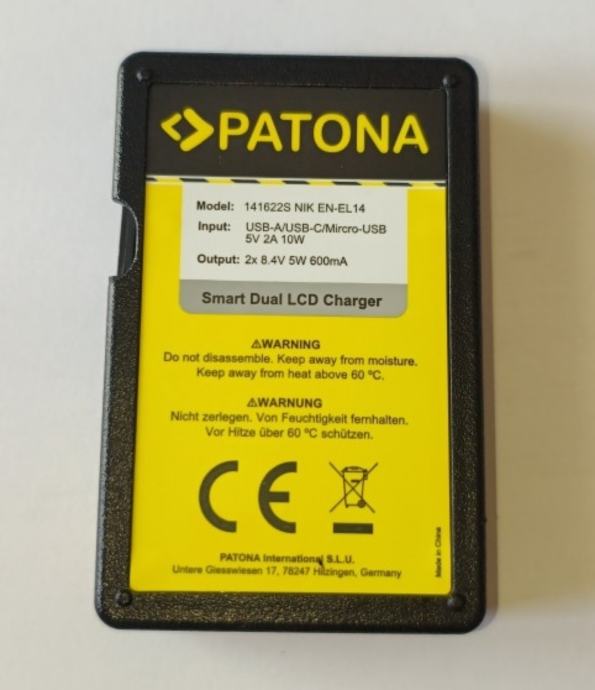 PATONA
Model: 141622S NIK EN-EL14
Input: USB-A/USB-C/Mircro-USB
5V 2A 10W
Output: 2x 8.4V 5W 600mA
Smart Dual LCD Charger
⚠WARNING
Do not disassemble. Keep away from moisture.
Keep away from heat above 60 ºC.
⚠WARNUNG
Nicht zerlegen. Von Feuchtigkeit fernhalten.
Vor Hitze über 60 ºC schützen.
CE
PATONA International S.L.U.
Untere Giesswiesen 17, 78247 Hilzingen, Germany
Made in China